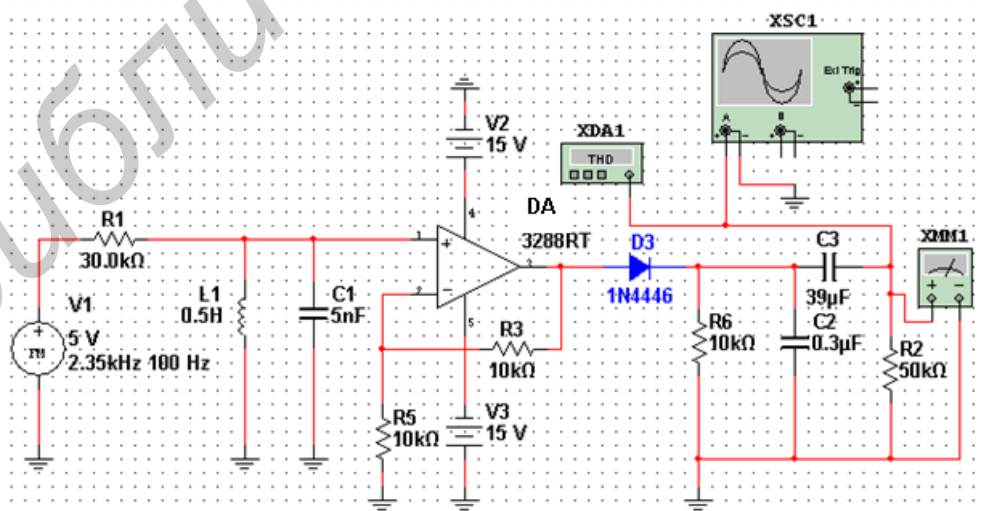 XSC1
Ext Trig
A
B
V2
15 V
XDA1
THD
DA
4
3288RT
R1
30.0kΩ
1
3
2
5
D3
1N4446
C3
39µF
L1
0.5H
C1
5nF
V1
5 V
2.35kHz 100 Hz
FM
R3
10kΩ
R6
10kΩ
C2
0.3µF
R2
50kΩ
R5
10kΩ
V3
15 V